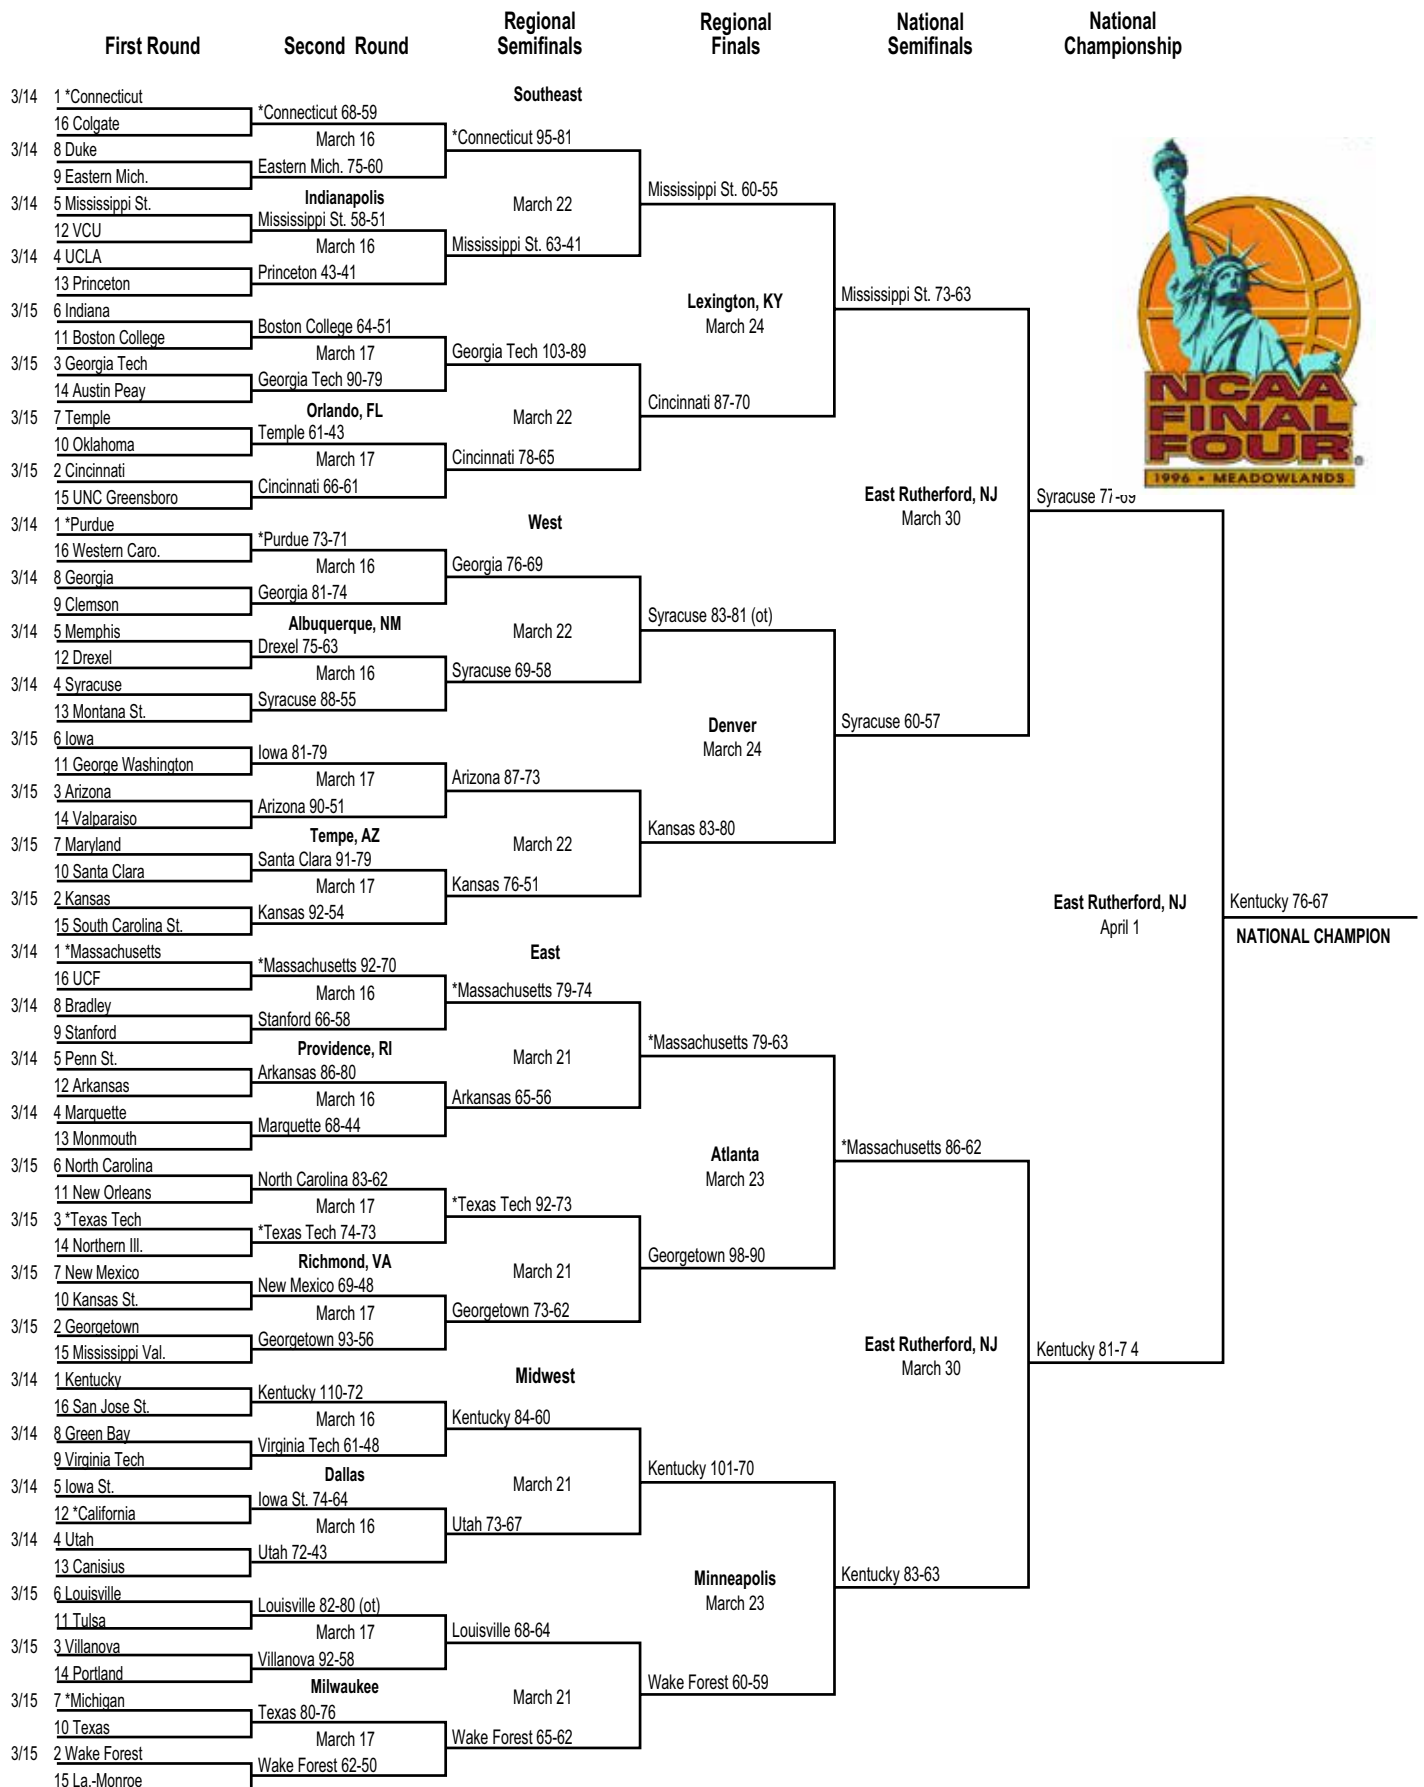 First Round
Second Round
Regional
Semifinals
Regional
Finals
National
Semifinals
National
Championship
3/14 1 *Connecticut
16 Colgate
3/14 8 Duke
9 Eastern Mich.
3/14 5 Mississippi St.
12 VCU
3/14 4 UCLA
13 Princeton
3/15 6 Indiana
11 Boston College
3/15 3 Georgia Tech
14 Austin Peay
3/15 7 Temple
10 Oklahoma
3/15 2 Cincinnati
15 UNC Greensboro
3/14 1 *Purdue
16 Western Caro.
3/14 8 Georgia
9 Clemson
3/14 5 Memphis
12 Drexel
3/14 4 Syracuse
13 Montana St.
3/15 6 Iowa
11 George Washington
3/15 3 Arizona
14 Valparaiso
3/15 7 Maryland
10 Santa Clara
3/15 2 Kansas
15 South Carolina St.
3/14 1 *Massachusetts
16 UCF
3/14 8 Bradley
9 Stanford
3/14 5 Penn St.
12 Arkansas
3/14 4 Marquette
13 Monmouth
3/15 6 North Carolina
11 New Orleans
3/15 3 *Texas Tech
14 Northern Ill.
3/15 7 New Mexico
10 Kansas St.
3/15 2 Georgetown
15 Mississippi Val.
3/14 1 Kentucky
16 San Jose St.
3/14 8 Green Bay
9 Virginia Tech
3/14 5 Iowa St.
12 *California
3/14 4 Utah
13 Canisius
3/15 6 Louisville
11 Tulsa
3/15 3 Villanova
14 Portland
3/15 7 *Michigan
10 Texas
3/15 2 Wake Forest
15 La.-Monroe
*Connecticut 68-59
March 16
Eastern Mich. 75-60
Indianapolis
Mississippi St. 58-51
March 16
Princeton 43-41
Boston College 64-51
March 17
Georgia Tech 90-79
Orlando, FL
Temple 61-43
March 17
Cincinnati 66-61
*Purdue 73-71
March 16
Georgia 81-74
Albuquerque, NM
Drexel 75-63
March 16
Syracuse 88-55
Iowa 81-79
March 17
Arizona 90-51
Tempe, AZ
Santa Clara 91-79
March 17
Kansas 92-54
*Massachusetts 92-70
March 16
Stanford 66-58
Providence, RI
Arkansas 86-80
March 16
Marquette 68-44
North Carolina 83-62
March 17
*Texas Tech 74-73
Richmond, VA
New Mexico 69-48
March 17
Georgetown 93-56
Kentucky 110-72
March 16
Virginia Tech 61-48
Dallas
Iowa St. 74-64
March 16
Utah 72-43
Louisville 82-80 (ot)
March 17
Villanova 92-58
Milwaukee
Texas 80-76
March 17
Wake Forest 62-50
Southeast
*Connecticut 95-81
March 22
Mississippi St. 63-41
Georgia Tech 103-89
March 22
Cincinnati 78-65
West
Georgia 76-69
March 22
Syracuse 69-58
Arizona 87-73
March 22
Kansas 76-51
East
*Massachusetts 79-74
March 21
Arkansas 65-56
*Texas Tech 92-73
March 21
Georgetown 73-62
Midwest
Kentucky 84-60
March 21
Utah 73-67
Louisville 68-64
March 21
Wake Forest 65-62
Mississippi St. 60-55
Lexington, KY
March 24
Cincinnati 87-70
Syracuse 83-81 (ot)
Denver
March 24
Kansas 83-80
*Massachusetts 79-63
Atlanta
March 23
Georgetown 98-90
Kentucky 101-70
Minneapolis
March 23
Wake Forest 60-59
Mississippi St. 73-63
East Rutherford, NJ
March 30
Syracuse 60-57
*Massachusetts 86-62
East Rutherford, NJ
March 30
Kentucky 83-63
NCAA
FINAL
FOUR®
1996 • MEADOWLANDS
Syracuse 77-69
East Rutherford, NJ
April 1
Kentucky 81-7 4
Kentucky 76-67
NATIONAL CHAMPION